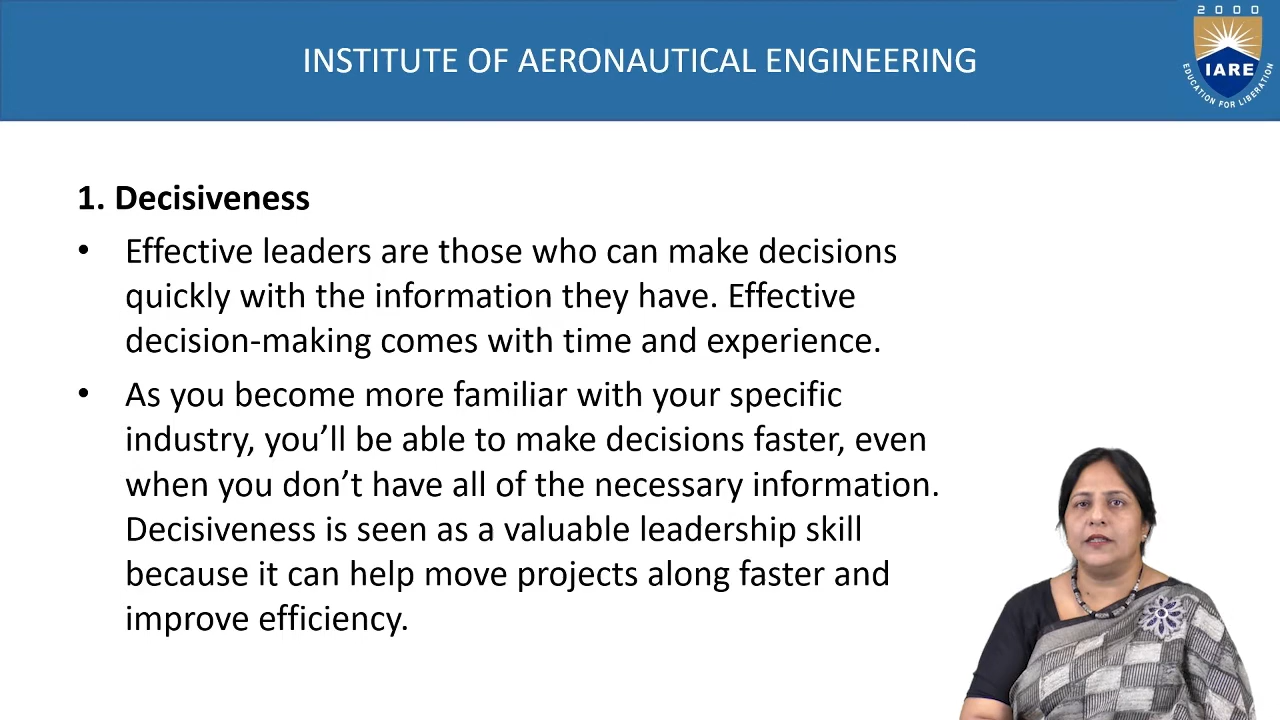 2000
INSTITUTE OF AERONAUTICAL ENGINEERING
IARE
EDUCATION FOR LIBERATION
1. Decisiveness
• Effective leaders are those who can make decisions
quickly with the information they have. Effective
decision-making comes with time and experience.
• As you become more familiar with your specific
industry, you’ll be able to make decisions faster, even
when you don’t have all of the necessary information.
Decisiveness is seen as a valuable leadership skill
because it can help move projects along faster and
improve efficiency.